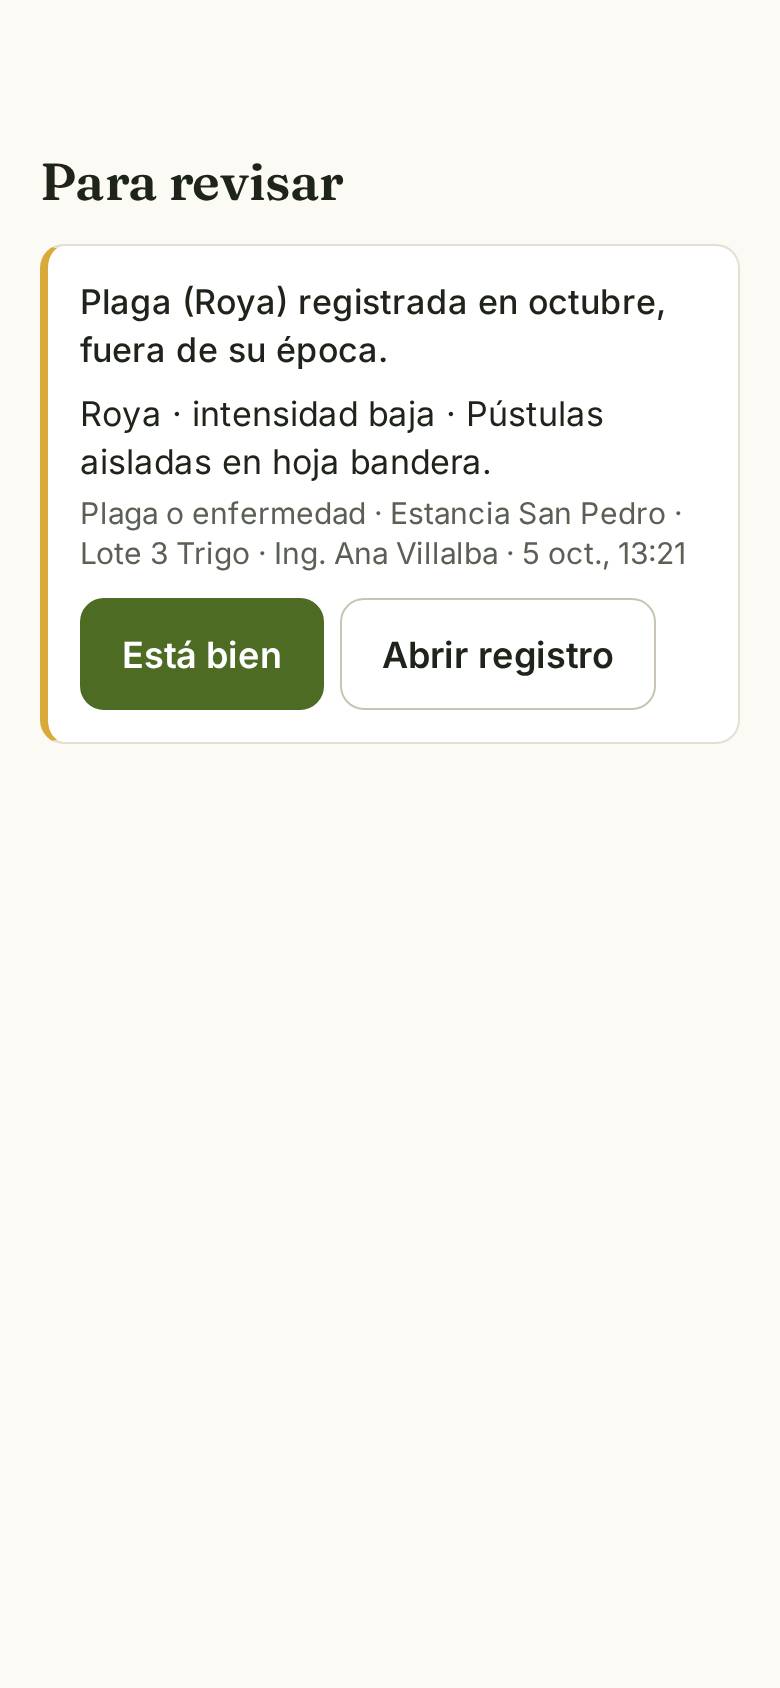 Para revisar
Plaga (Roya) registrada en octubre,
fuera de su época.
Roya · intensidad baja · Pústulas
aisladas en hoja bandera.
Plaga o enfermedad · Estancia San Pedro ·
Lote 3 Trigo · Ing. Ana Villalba · 5 oct., 13:21
Está bien
Abrir registro